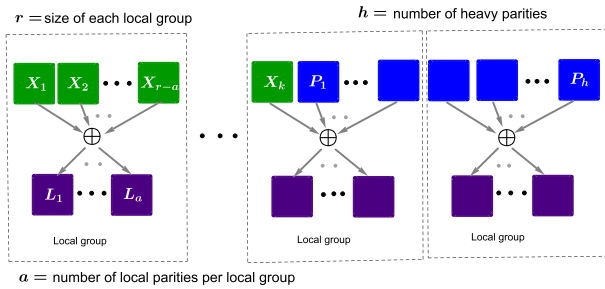 r = size of each local group
h = number of heavy parities
X₁ X₂ ••• Xᵣ₋ₐ
Xₖ P₁ •••
••• Pₕ
⊕ ••• ⊕ ⊕
L₁ ••• Lₐ
•••
•••
Local group
Local group
Local group
a = number of local parities per local group